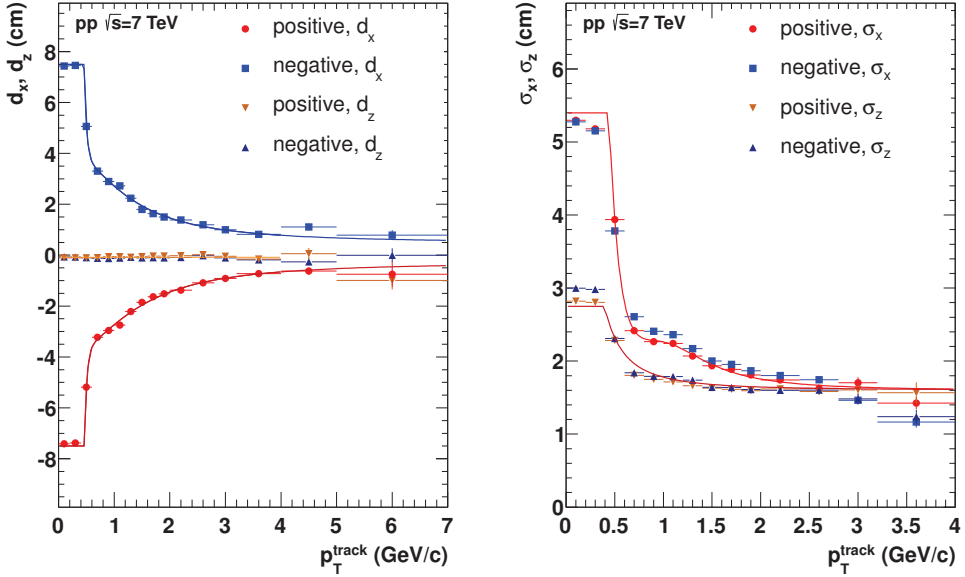 pp √s=7 TeV
positive, d_x
negative, d_x
positive, d_z
negative, d_z
d_x, d_z (cm)
8
6
4
2
0
-2
-4
-6
-8
0 1 2 3 4 5 6 7
p_T^track (GeV/c)
pp √s=7 TeV
positive, σ_x
negative, σ_x
positive, σ_z
negative, σ_z
σ_x, σ_z (cm)
6
5
4
3
2
1
0
0 0.5 1 1.5 2 2.5 3 3.5 4
p_T^track (GeV/c)